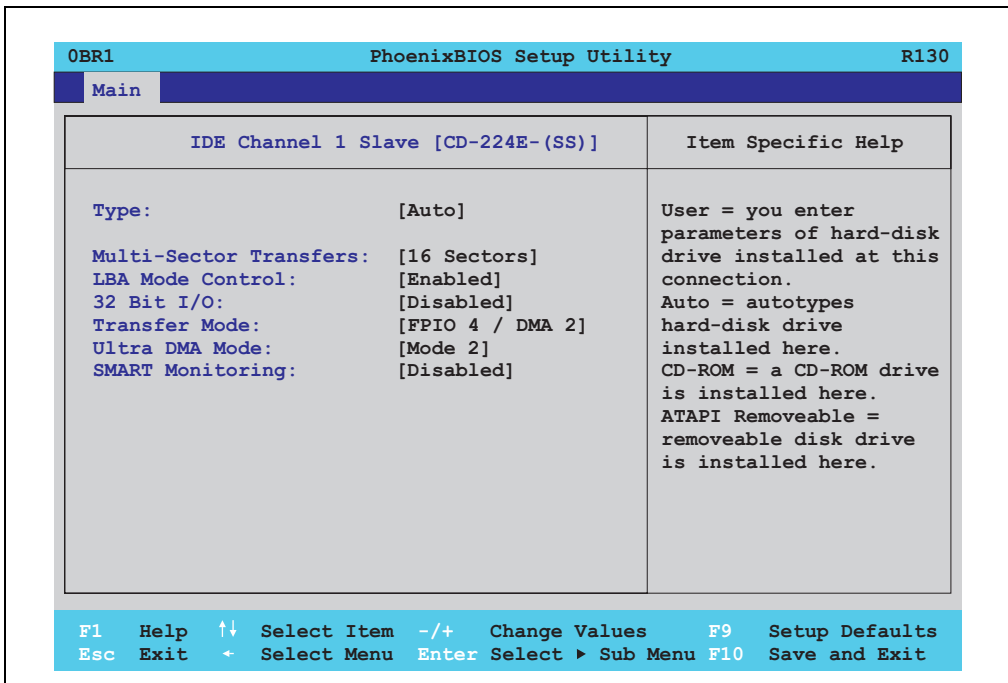 0BR1 PhoenixBIOS Setup Utility R130
Main
IDE Channel 1 Slave [CD-224E-(SS)]
Type: [Auto]
Multi-Sector Transfers: [16 Sectors]
LBA Mode Control: [Enabled]
32 Bit I/O: [Disabled]
Transfer Mode: [FPIO 4 / DMA 2]
Ultra DMA Mode: [Mode 2]
SMART Monitoring: [Disabled]
Item Specific Help
User = you enter
parameters of hard-disk
drive installed at this
connection.
Auto = autotypes
hard-disk drive
installed here.
CD-ROM = a CD-ROM drive
is installed here.
ATAPI Removeable =
removeable disk drive
is installed here.
F1 Help ↑↓ Select Item -/+ Change Values F9 Setup Defaults
Esc Exit ← Select Menu Enter Select ▶ Sub Menu F10 Save and Exit